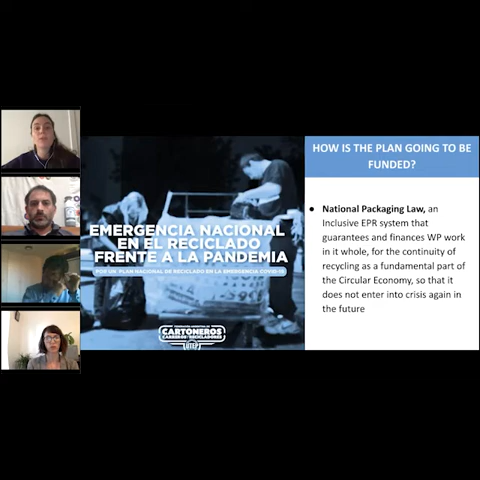 EMERGENCIA NACIONAL
EN EL RECICLADO
FRENTE A LA PANDEMIA
POR UN PLAN NACIONAL DE RECICLADO EN LA EMERGENCIA COVID-19
CARTONEROS
CARREROS RECICLADORES
UTEP
HOW IS THE PLAN GOING TO BE
FUNDED?
● National Packaging Law, an
Inclusive EPR system that
guarantees and finances WP work
in it whole, for the continuity of
recycling as a fundamental part of
the Circular Economy, so that it
does not enter into crisis again in
the future